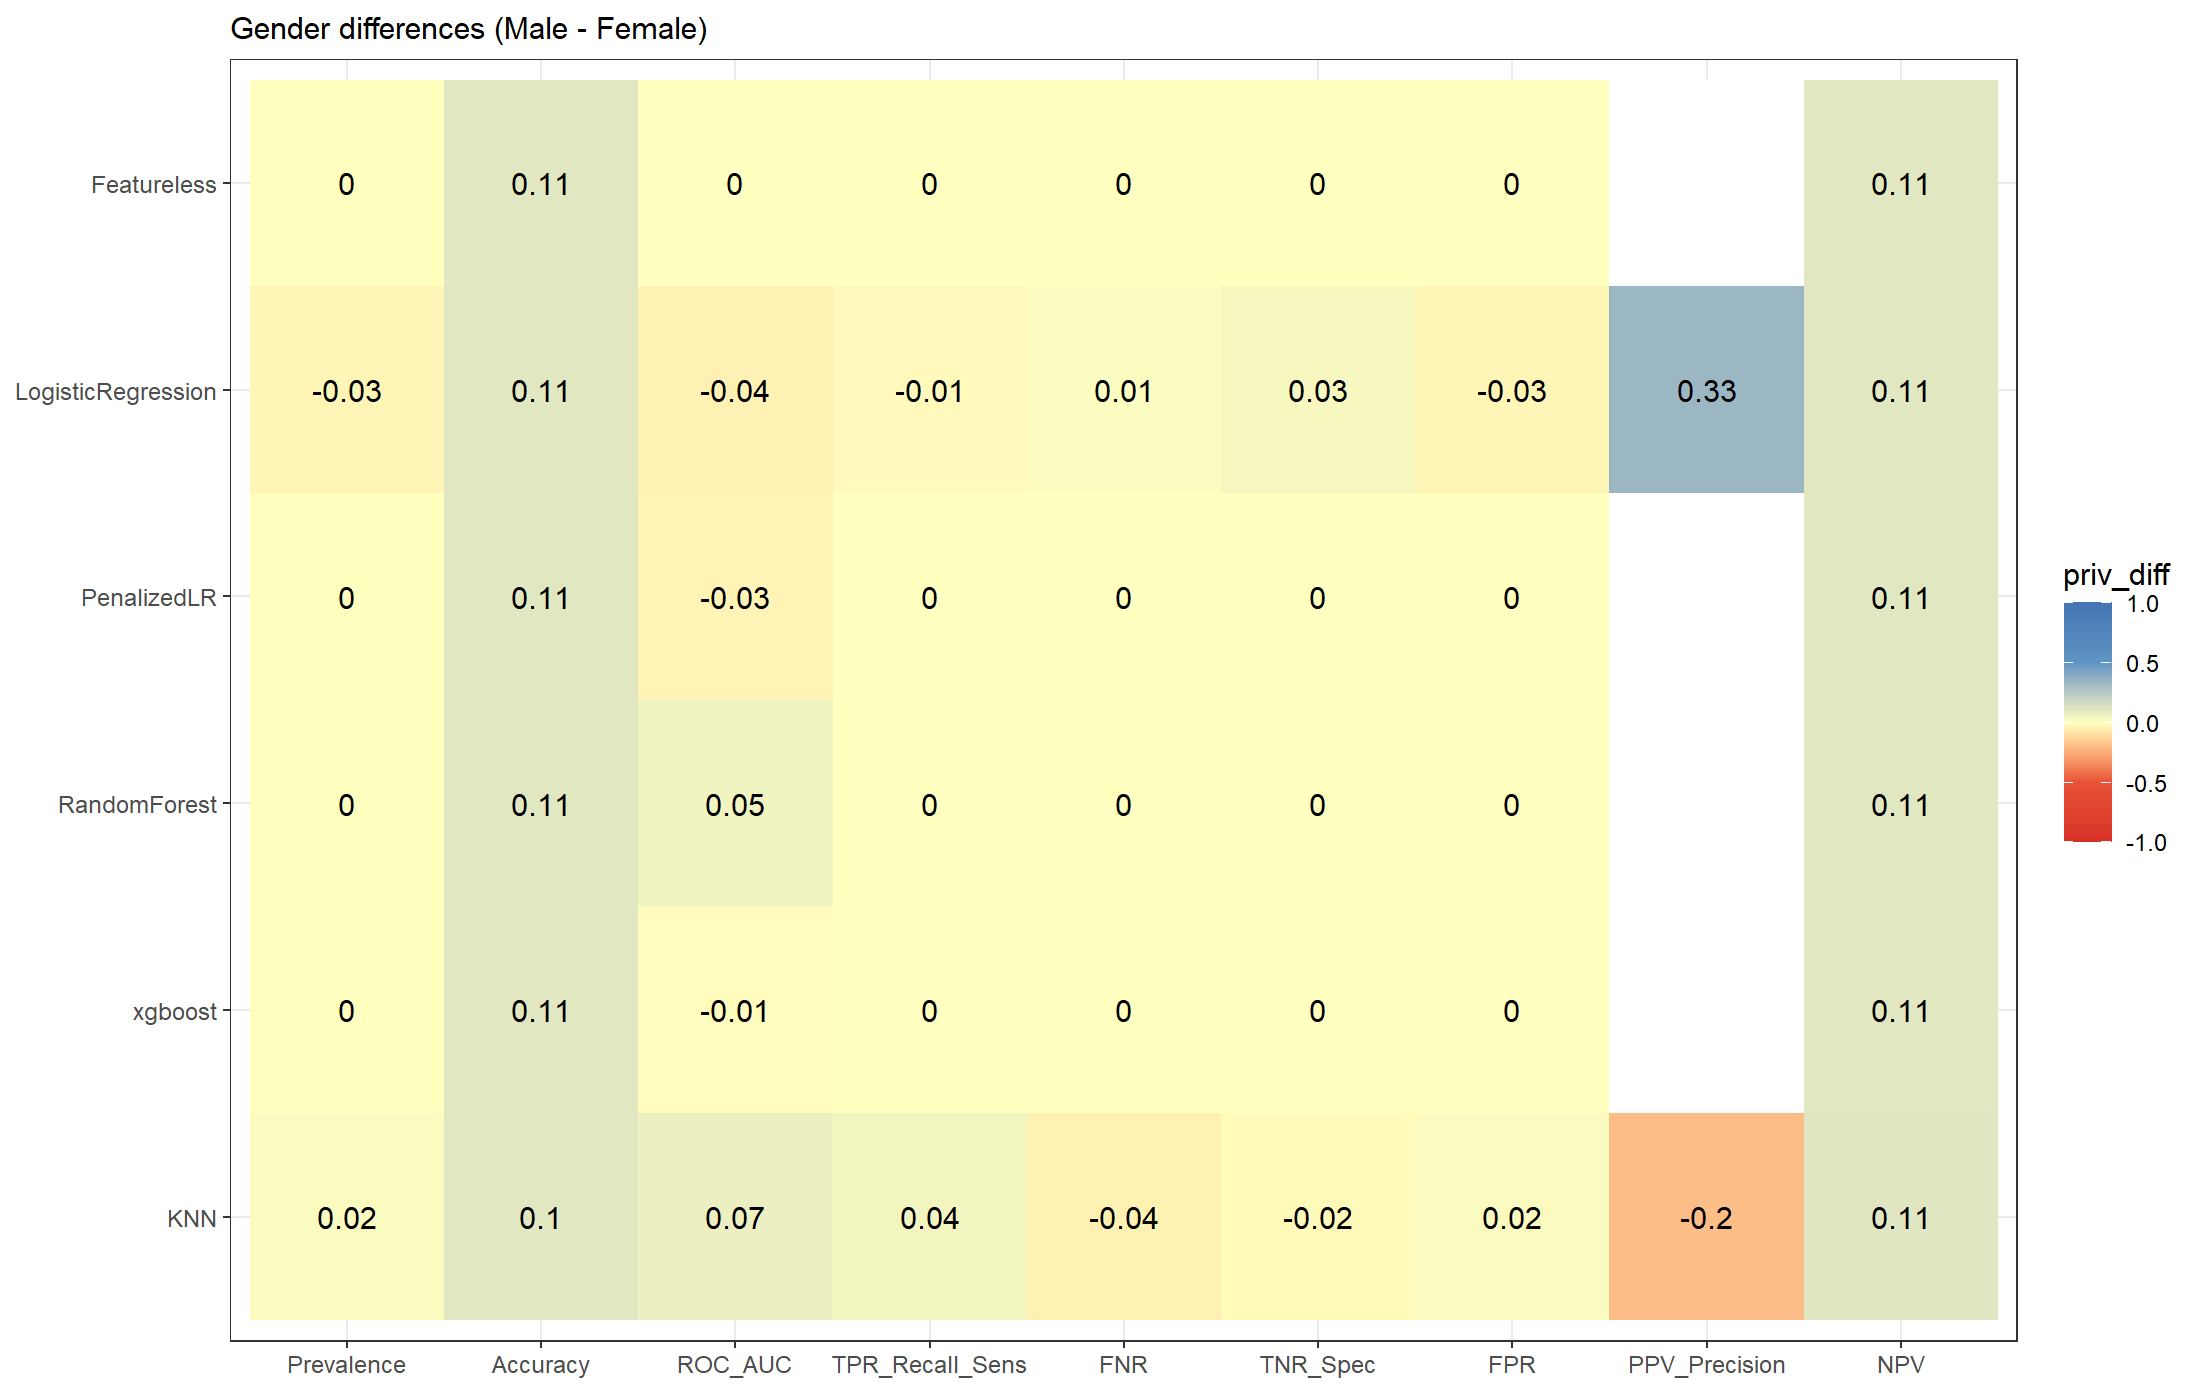 Gender differences (Male - Female)
Featureless 0 0.11 0 0 0 0 0 0.11
LogisticRegression -0.03 0.11 -0.04 -0.01 0.01 0.03 -0.03 0.33 0.11
PenalizedLR 0 0.11 -0.03 0 0 0 0 0.11
RandomForest 0 0.11 0.05 0 0 0 0 0.11
xgboost 0 0.11 -0.01 0 0 0 0 0.11
KNN 0.02 0.1 0.07 0.04 -0.04 -0.02 0.02 -0.2 0.11
Prevalence Accuracy ROC_AUC TPR_Recall_Sens FNR TNR_Spec FPR PPV_Precision NPV
priv_diff
1.0
0.5
0.0
-0.5
-1.0